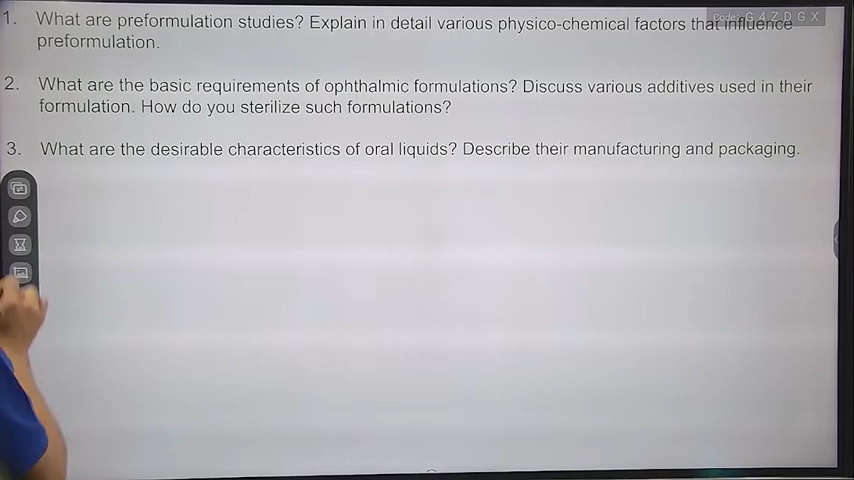 Code: G 4 Z D G X
1. What are preformulation studies? Explain in detail various physico-chemical factors that influence
preformulation.
2. What are the basic requirements of ophthalmic formulations? Discuss various additives used in their
formulation. How do you sterilize such formulations?
3. What are the desirable characteristics of oral liquids? Describe their manufacturing and packaging.